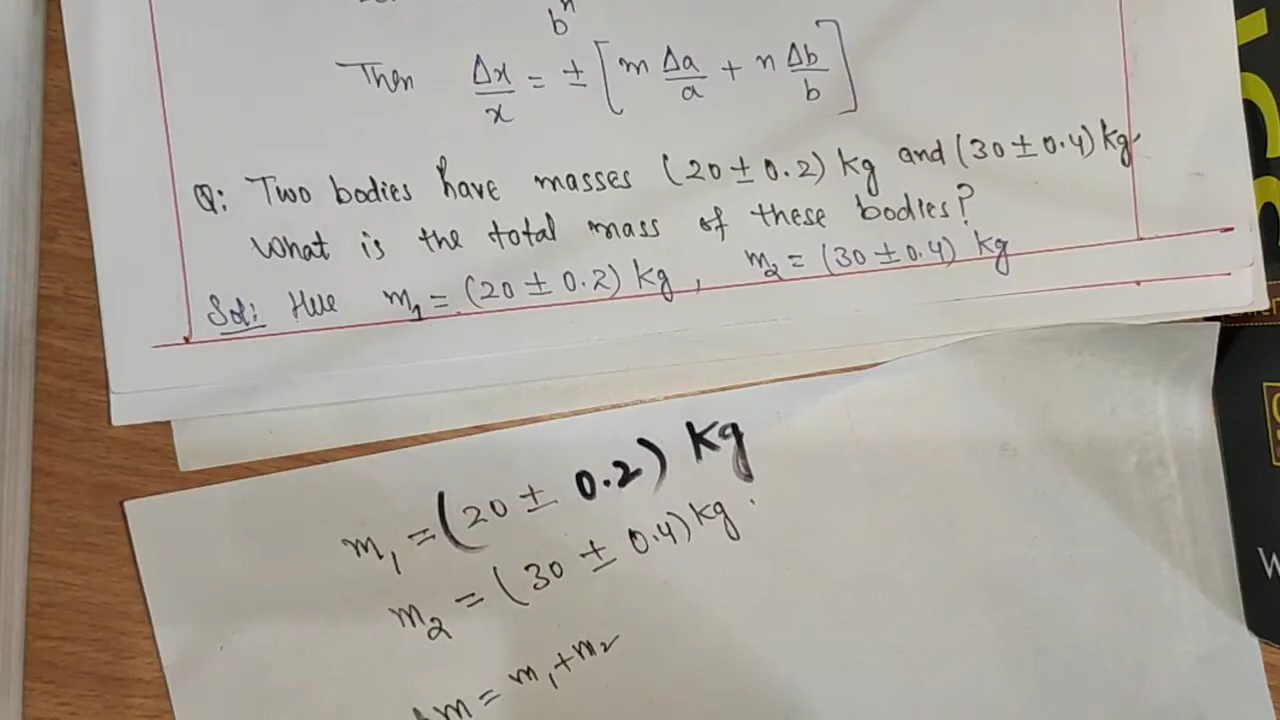 bⁿ
Then Δx/x = ± [m Δa/a + n Δb/b]
Q: Two bodies have masses (20 ± 0.2) kg and (30 ± 0.4) kg.
What is the total mass of these bodies?
Sol: Here m₁ = (20 ± 0.2) kg, m₂ = (30 ± 0.4) kg
m₁ = (20 ± 0.2) kg
m₂ = (30 ± 0.4) kg.
m = m₁ + m₂